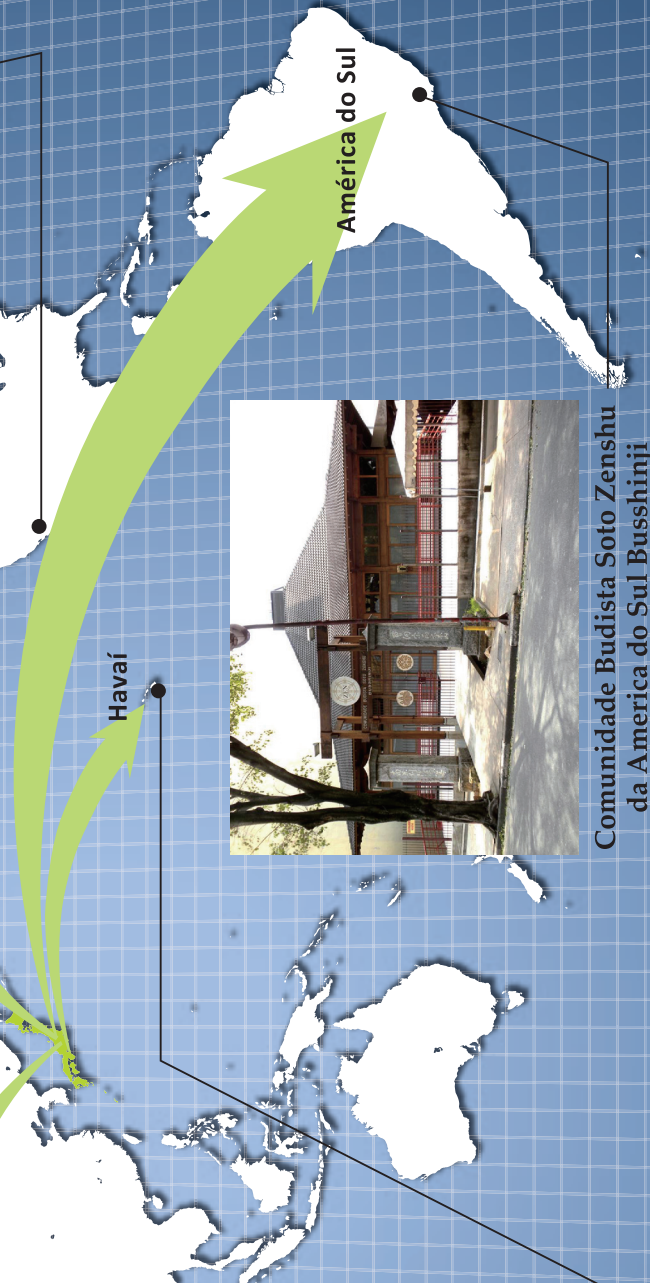 América do Sul
Havaí
Comunidade Budista Soto Zenshu
da America do Sul Busshinji